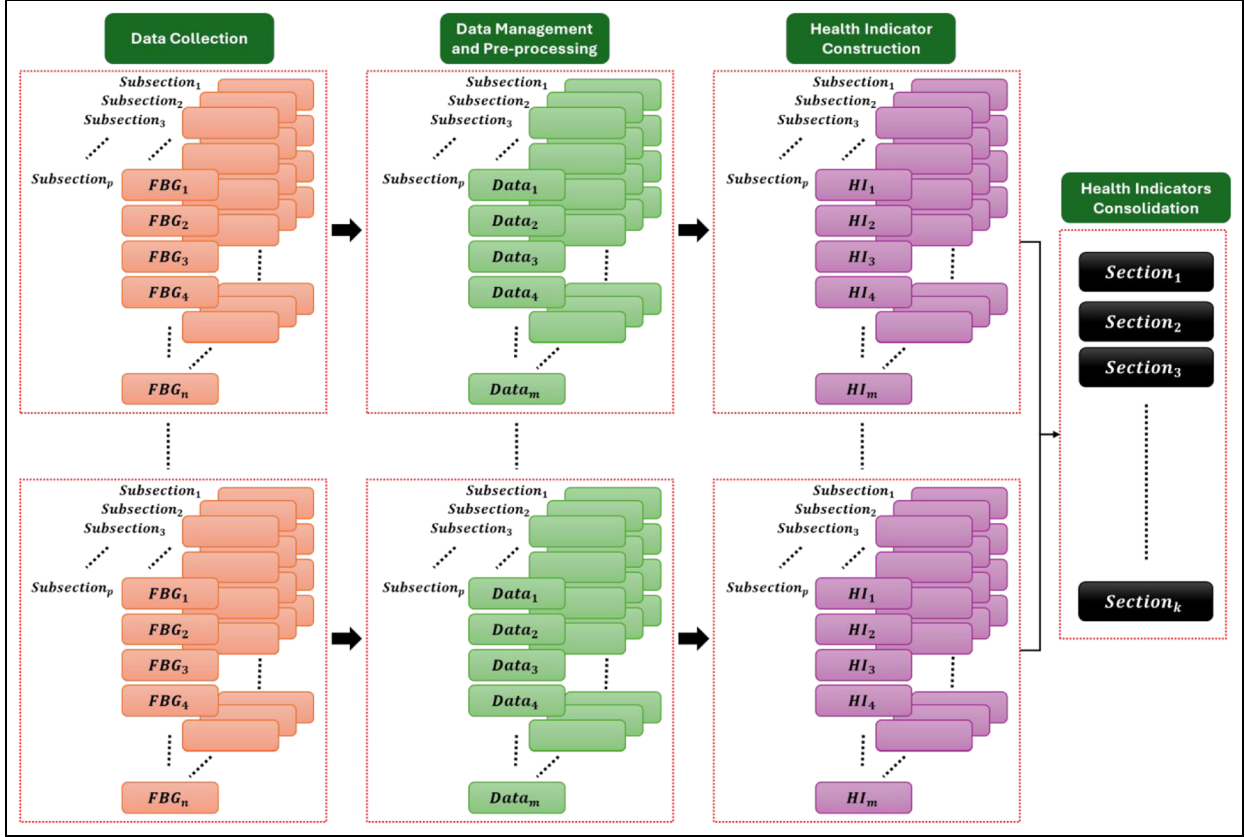 Data Collection
Data Management
and Pre-processing
Health Indicator
Construction
Subsection₁
Subsection₂
Subsection₃
Subsectionₚ
FBG₁
FBG₂
FBG₃
FBG₄
FBGₙ
Subsection₁
Subsection₂
Subsection₃
Subsectionₚ
Data₁
Data₂
Data₃
Data₄
Dataₘ
Subsection₁
Subsection₂
Subsection₃
Subsectionₚ
HI₁
HI₂
HI₃
HI₄
HIₘ
Health Indicators
Consolidation
Section₁
Section₂
Section₃
Sectionₖ
Subsection₁
Subsection₂
Subsection₃
Subsectionₚ
FBG₁
FBG₂
FBG₃
FBG₄
FBGₙ
Subsection₁
Subsection₂
Subsection₃
Subsectionₚ
Data₁
Data₂
Data₃
Data₄
Dataₘ
Subsection₁
Subsection₂
Subsection₃
Subsectionₚ
HI₁
HI₂
HI₃
HI₄
HIₘ